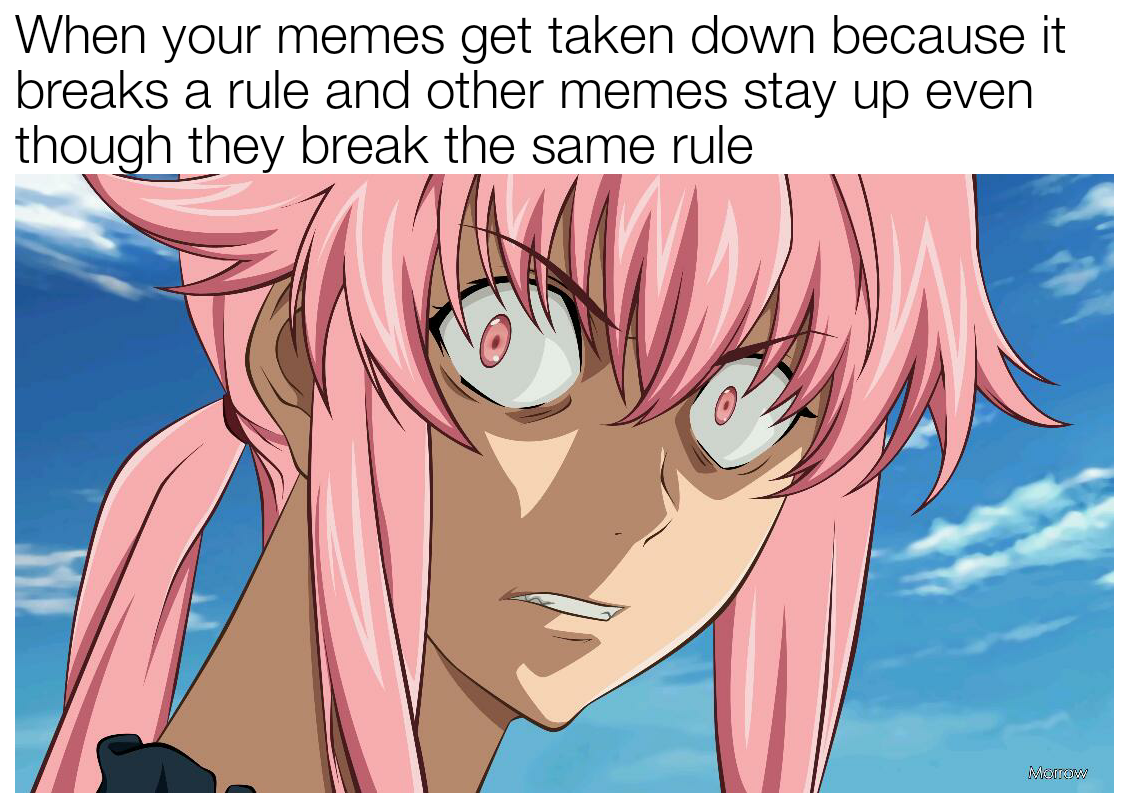 When your memes get taken down because it
breaks a rule and other memes stay up even
though they break the same rule
Morrow